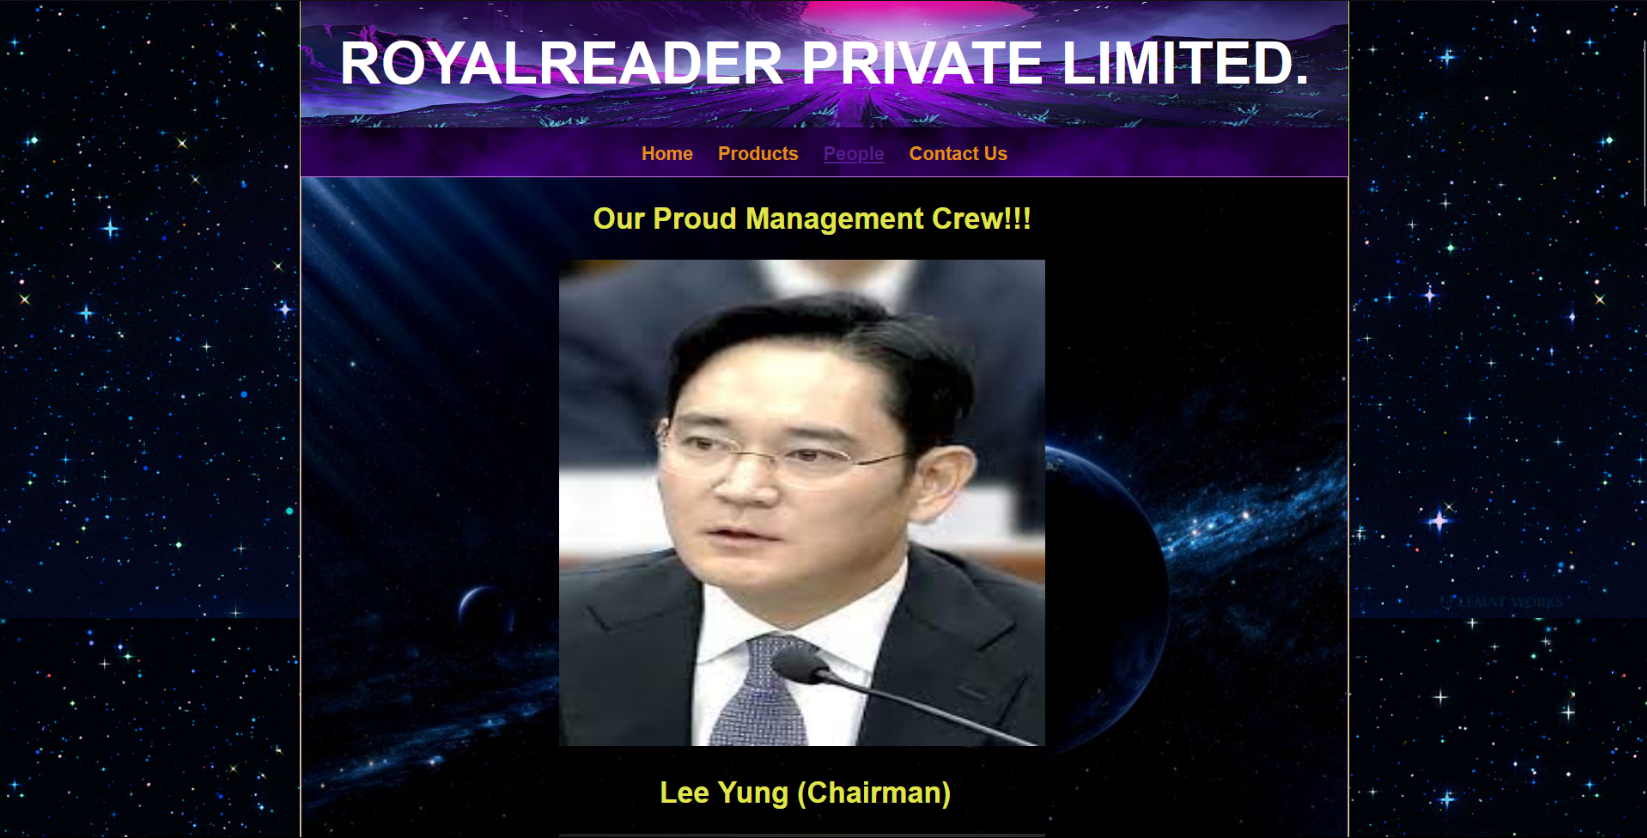 ROYALREADER PRIVATE LIMITED.
Home Products People Contact Us
Our Proud Management Crew!!!
Lee Yung (Chairman)